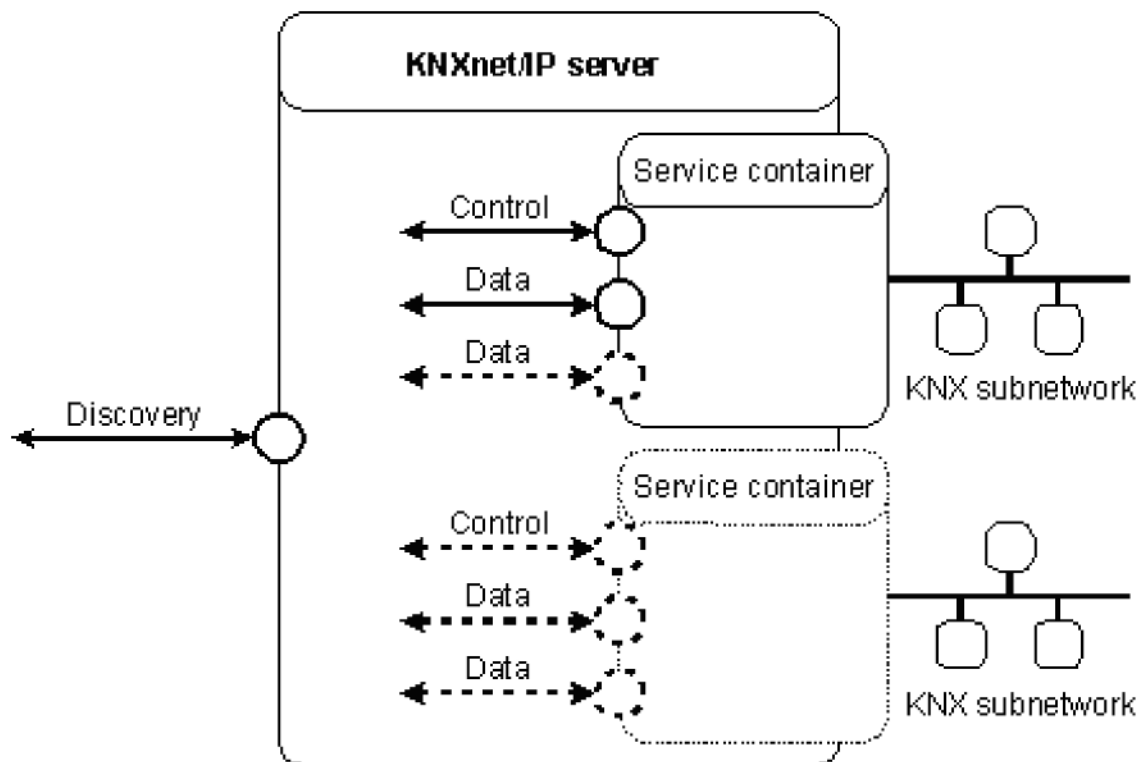 KNXnet/IP server
Service container
Control
Data
Data
KNX subnetwork
Discovery
Service container
Control
Data
Data
KNX subnetwork